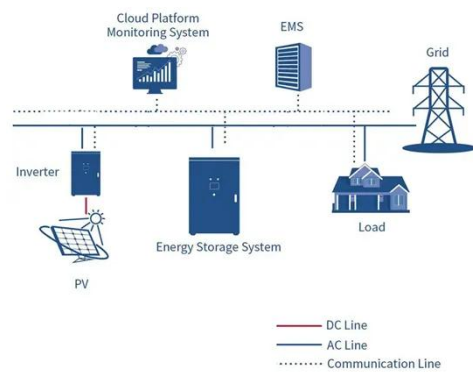 Cloud Platform
Monitoring System
EMS
Grid
Inverter
Energy Storage System
Load
PV
DC Line
AC Line
Communication Line